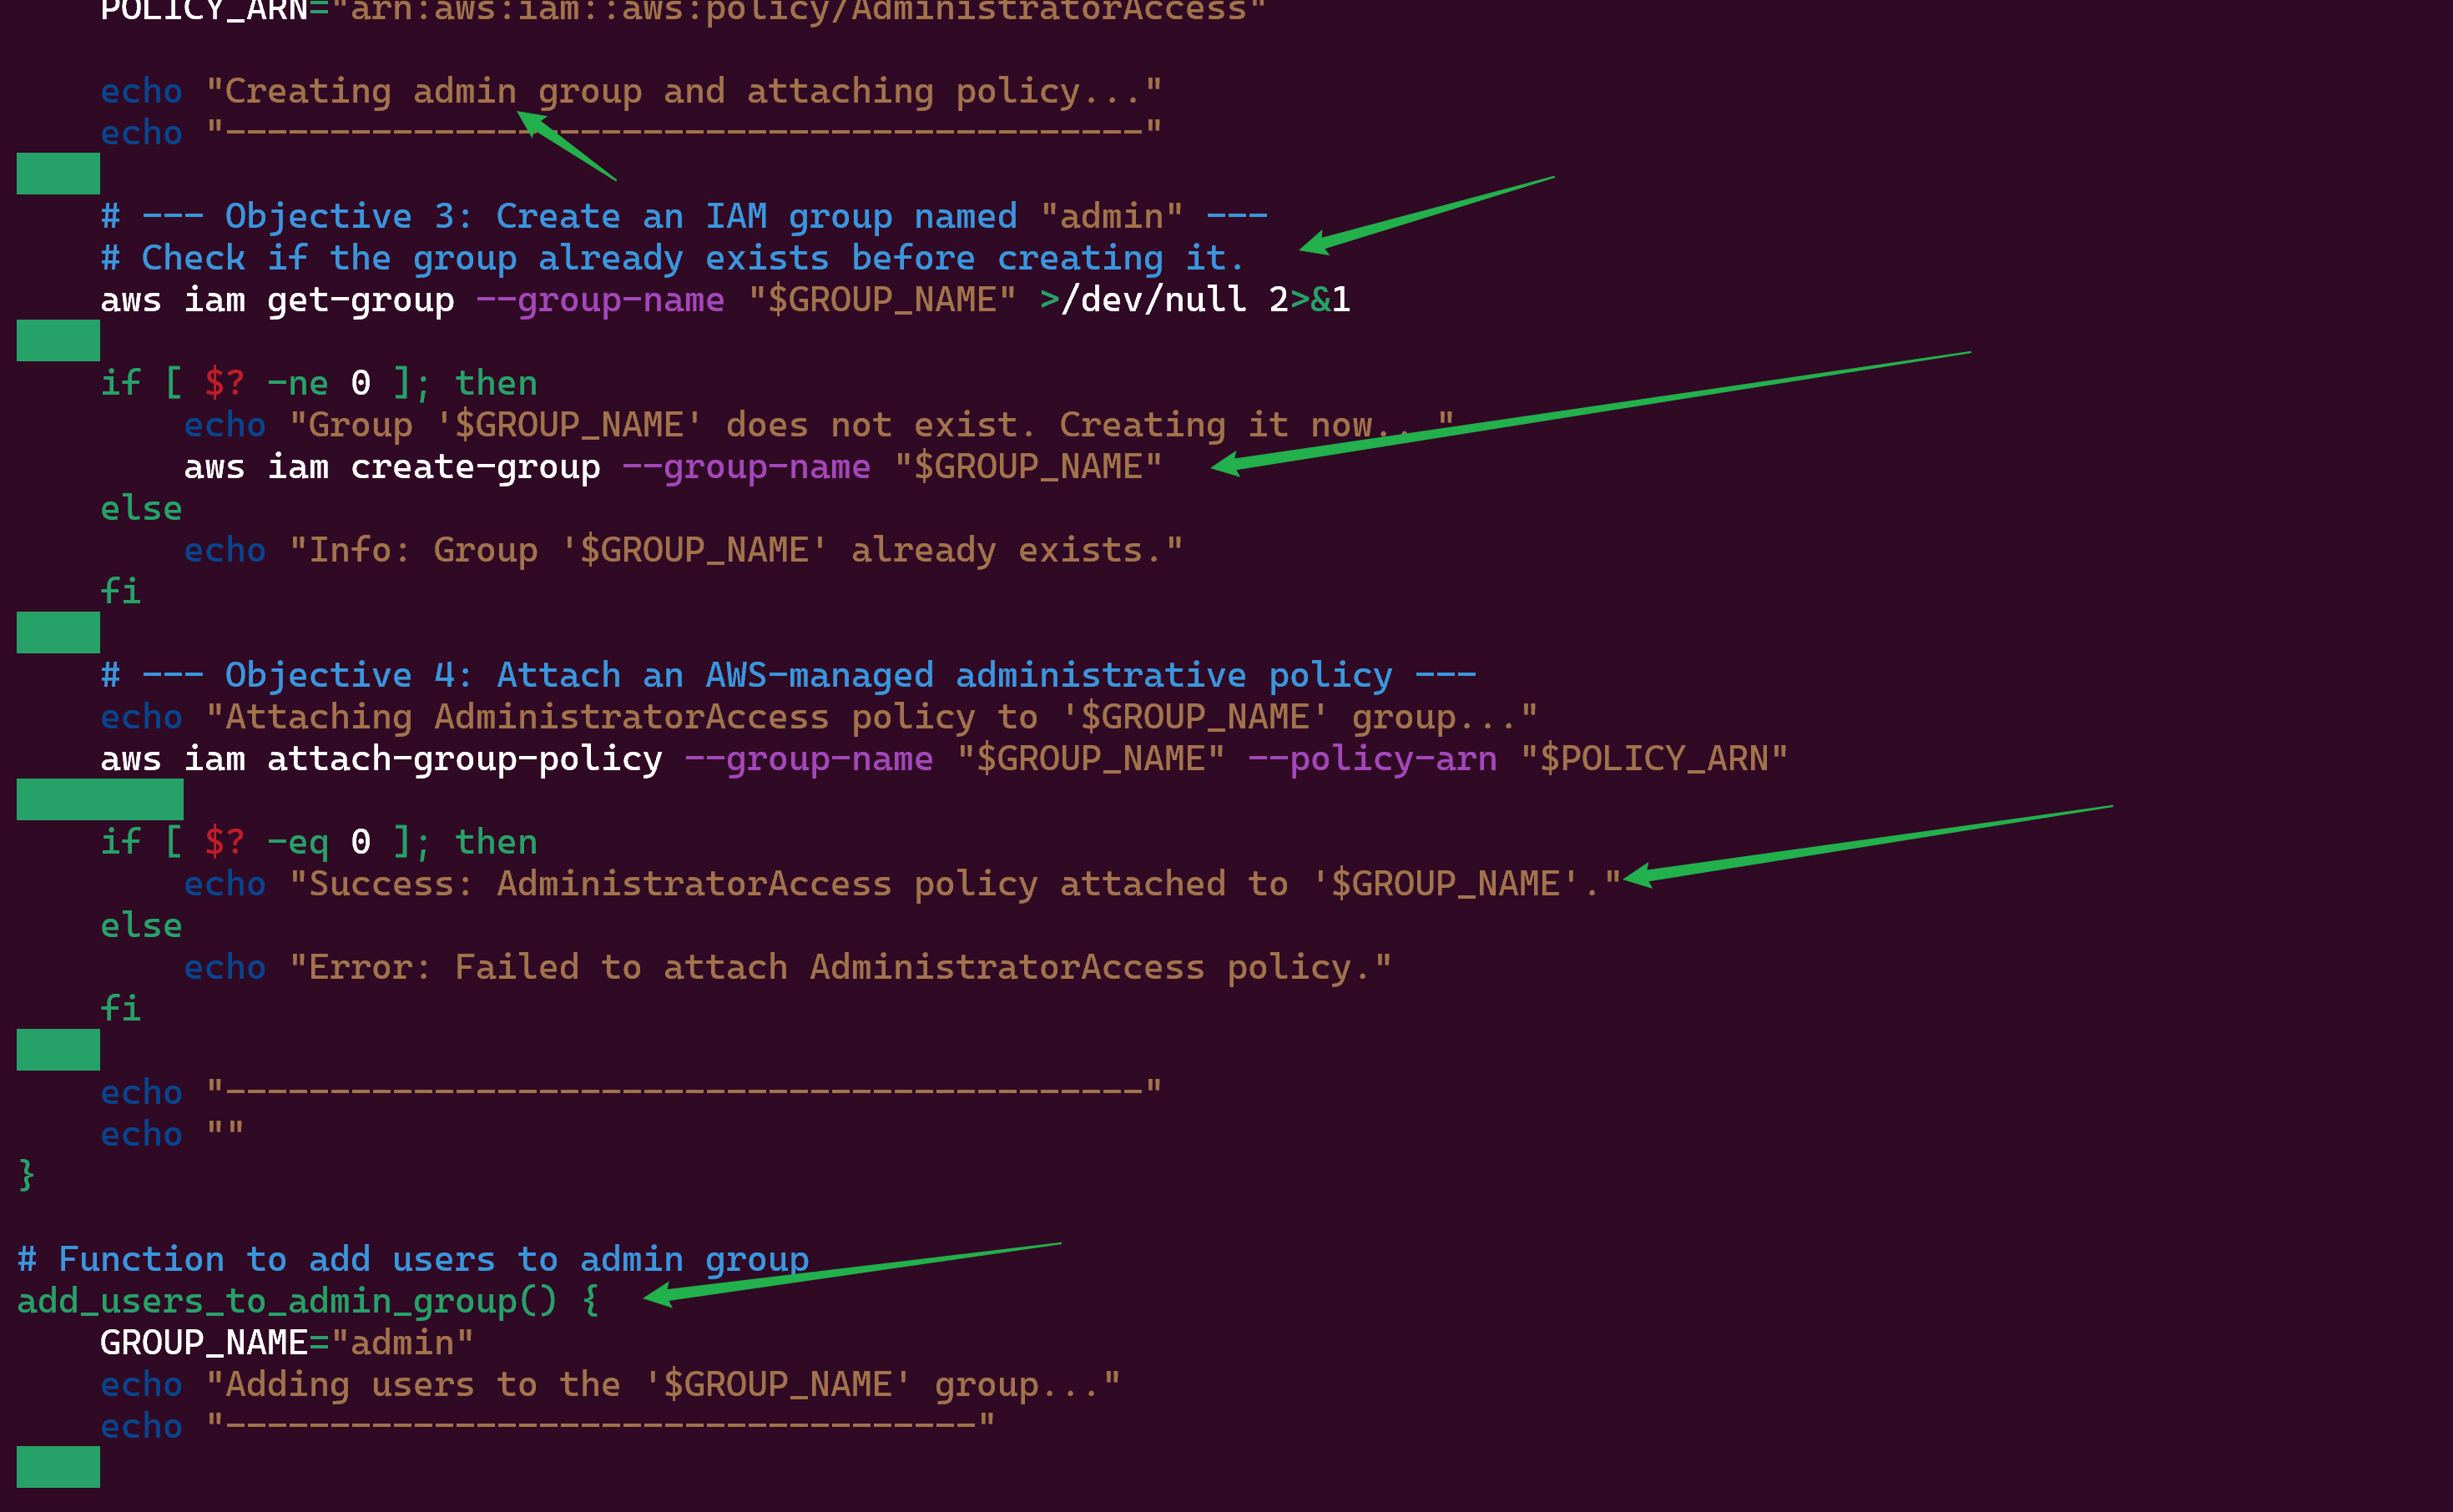 POLICY_ARN="arn:aws:iam::aws:policy/AdministratorAccess"

    echo "Creating admin group and attaching policy..."
    echo "--------------------------------------------"

    # --- Objective 3: Create an IAM group named "admin" ---
    # Check if the group already exists before creating it.
    aws iam get-group --group-name "$GROUP_NAME" >/dev/null 2>&1

    if [ $? -ne 0 ]; then
        echo "Group '$GROUP_NAME' does not exist. Creating it now..."
        aws iam create-group --group-name "$GROUP_NAME"
    else
        echo "Info: Group '$GROUP_NAME' already exists."
    fi

    # --- Objective 4: Attach an AWS-managed administrative policy ---
    echo "Attaching AdministratorAccess policy to '$GROUP_NAME' group..."
    aws iam attach-group-policy --group-name "$GROUP_NAME" --policy-arn "$POLICY_ARN"

    if [ $? -eq 0 ]; then
        echo "Success: AdministratorAccess policy attached to '$GROUP_NAME'."
    else
        echo "Error: Failed to attach AdministratorAccess policy."
    fi

    echo "--------------------------------------------"
    echo ""
}

# Function to add users to admin group
add_users_to_admin_group() {
    GROUP_NAME="admin"
    echo "Adding users to the '$GROUP_NAME' group..."
    echo "------------------------------------"